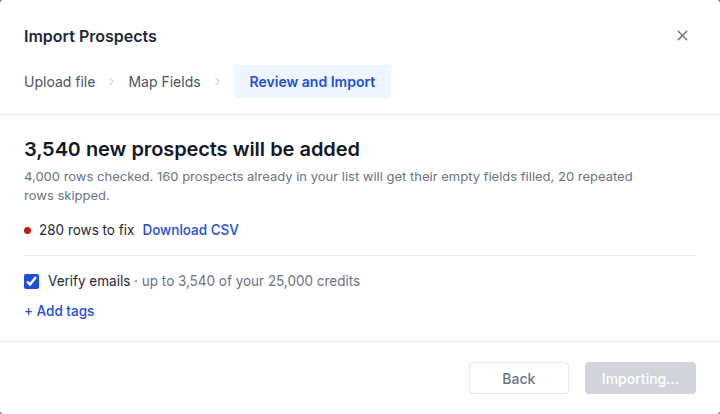 Import Prospects
Upload file
Map Fields
Review and Import
3,540 new prospects will be added
4,000 rows checked. 160 prospects already in your list will get their empty fields filled, 20 repeated
rows skipped.
280 rows to fix Download CSV
Verify emails · up to 3,540 of your 25,000 credits
+ Add tags
Back
Importing...